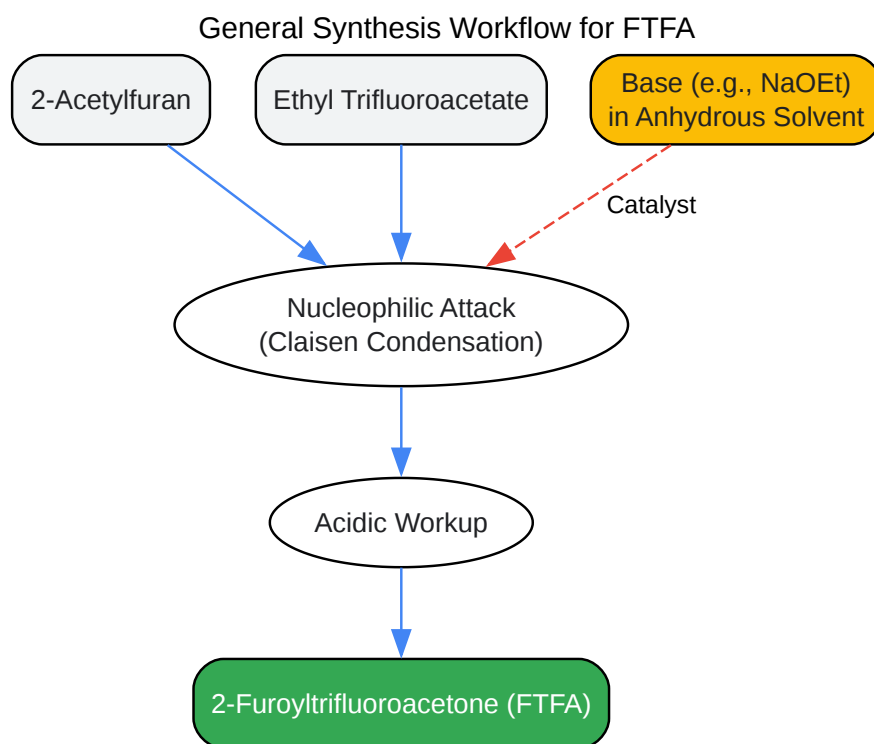 General Synthesis Workflow for FTFA
2-Acetylfuran
Ethyl Trifluoroacetate
Base (e.g., NaOEt)
in Anhydrous Solvent
Catalyst
Nucleophilic Attack
(Claisen Condensation)
Acidic Workup
2-Furoyltrifluoroacetone (FTFA)